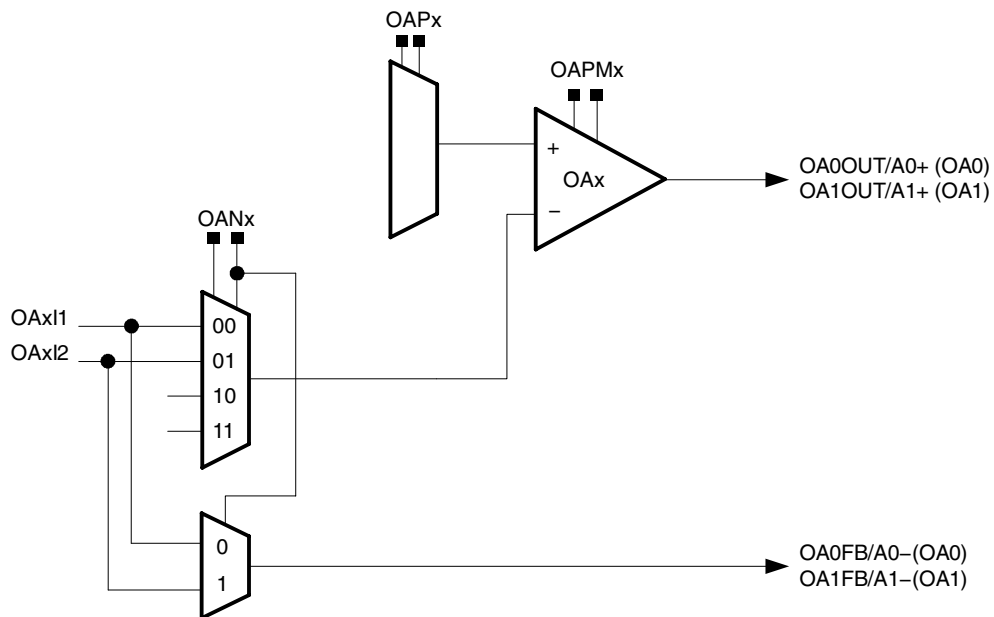 OAPx
OAPMx
+
OAx
−
OA0OUT/A0+ (OA0)
OA1OUT/A1+ (OA1)
OANx
OAxI1
OAxI2
00
01
10
11
0
1
OA0FB/A0−(OA0)
OA1FB/A1−(OA1)